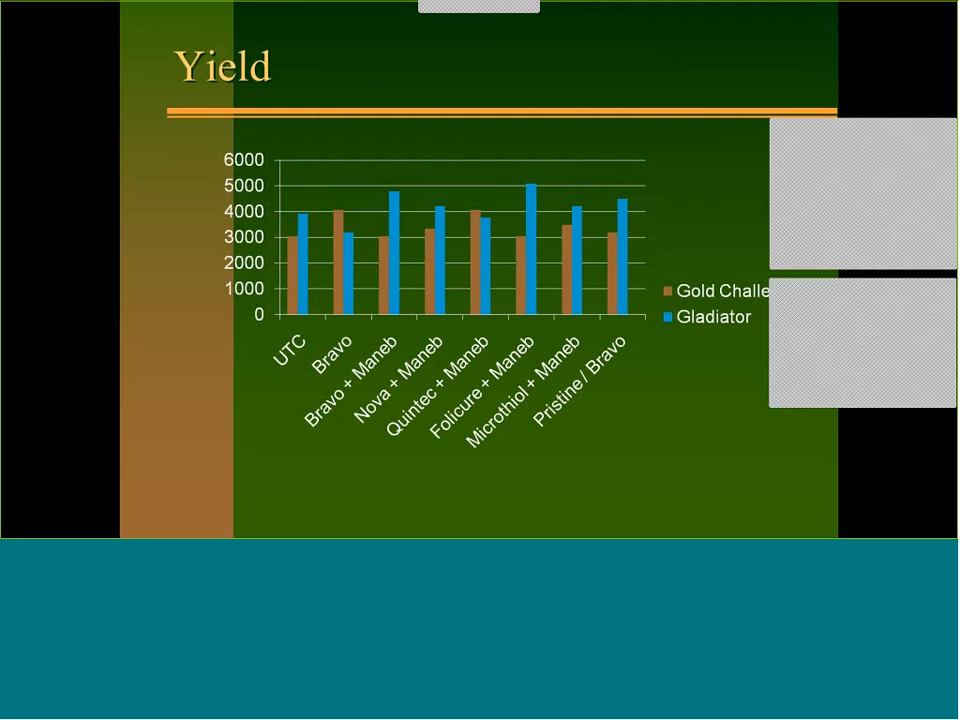 Yield
6000
5000
4000
3000
2000
1000
0
UTC
Bravo
Bravo + Maneb
Nova + Maneb
Quintec + Maneb
Folicure + Maneb
Microthiol + Maneb
Pristine / Bravo
Gold Challe
Gladiator